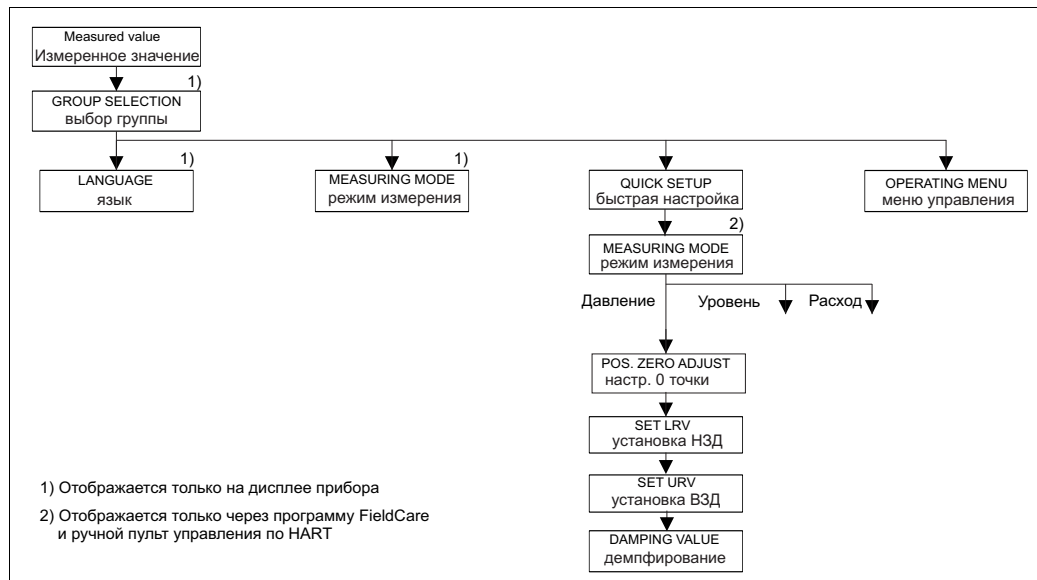 Measured value
Измеренное значение
1)
GROUP SELECTION
выбор группы
1)
LANGUAGE
язык
1)
MEASURING MODE
режим измерения
QUICK SETUP
быстрая настройка
OPERATING MENU
меню управления
2)
MEASURING MODE
режим измерения
Давление
Уровень
Расход
POS. ZERO ADJUST
настр. 0 точки
SET LRV
установка НЗД
SET URV
установка ВЗД
DAMPING VALUE
демпфирование
1) Отображается только на дисплее прибора
2) Отображается только через программу FieldCare
и ручной пульт управления по HART